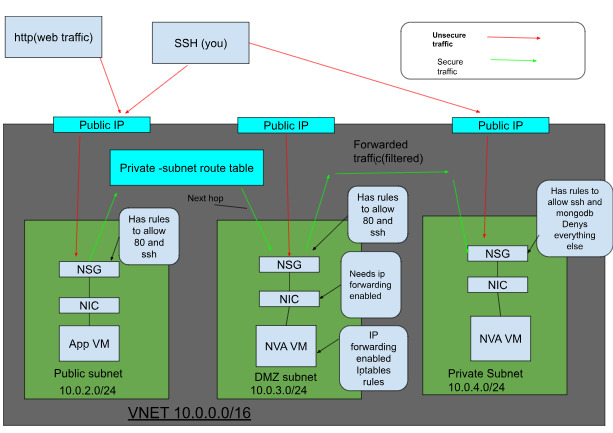 http(web traffic)
SSH (you)
Unsecure
traffic
Secure
traffic
Public IP
Public IP
Public IP
Private -subnet route table
Forwarded
traffic(filtered)
Next hop
Has rules
to allow
80 and
ssh
NSG
NIC
App VM
Public subnet
10.0.2.0/24
Has rules
to allow
80 and
ssh
NSG
Needs ip
forwarding
enabled
NIC
NVA VM
IP
forwarding
enabled
Iptables
rules
DMZ subnet
10.0.3.0/24
Has rules to
allow ssh and
mongodb
Denys
everything
else
NSG
NIC
NVA VM
Private Subnet
10.0.4.0/24
VNET 10.0.0.0/16